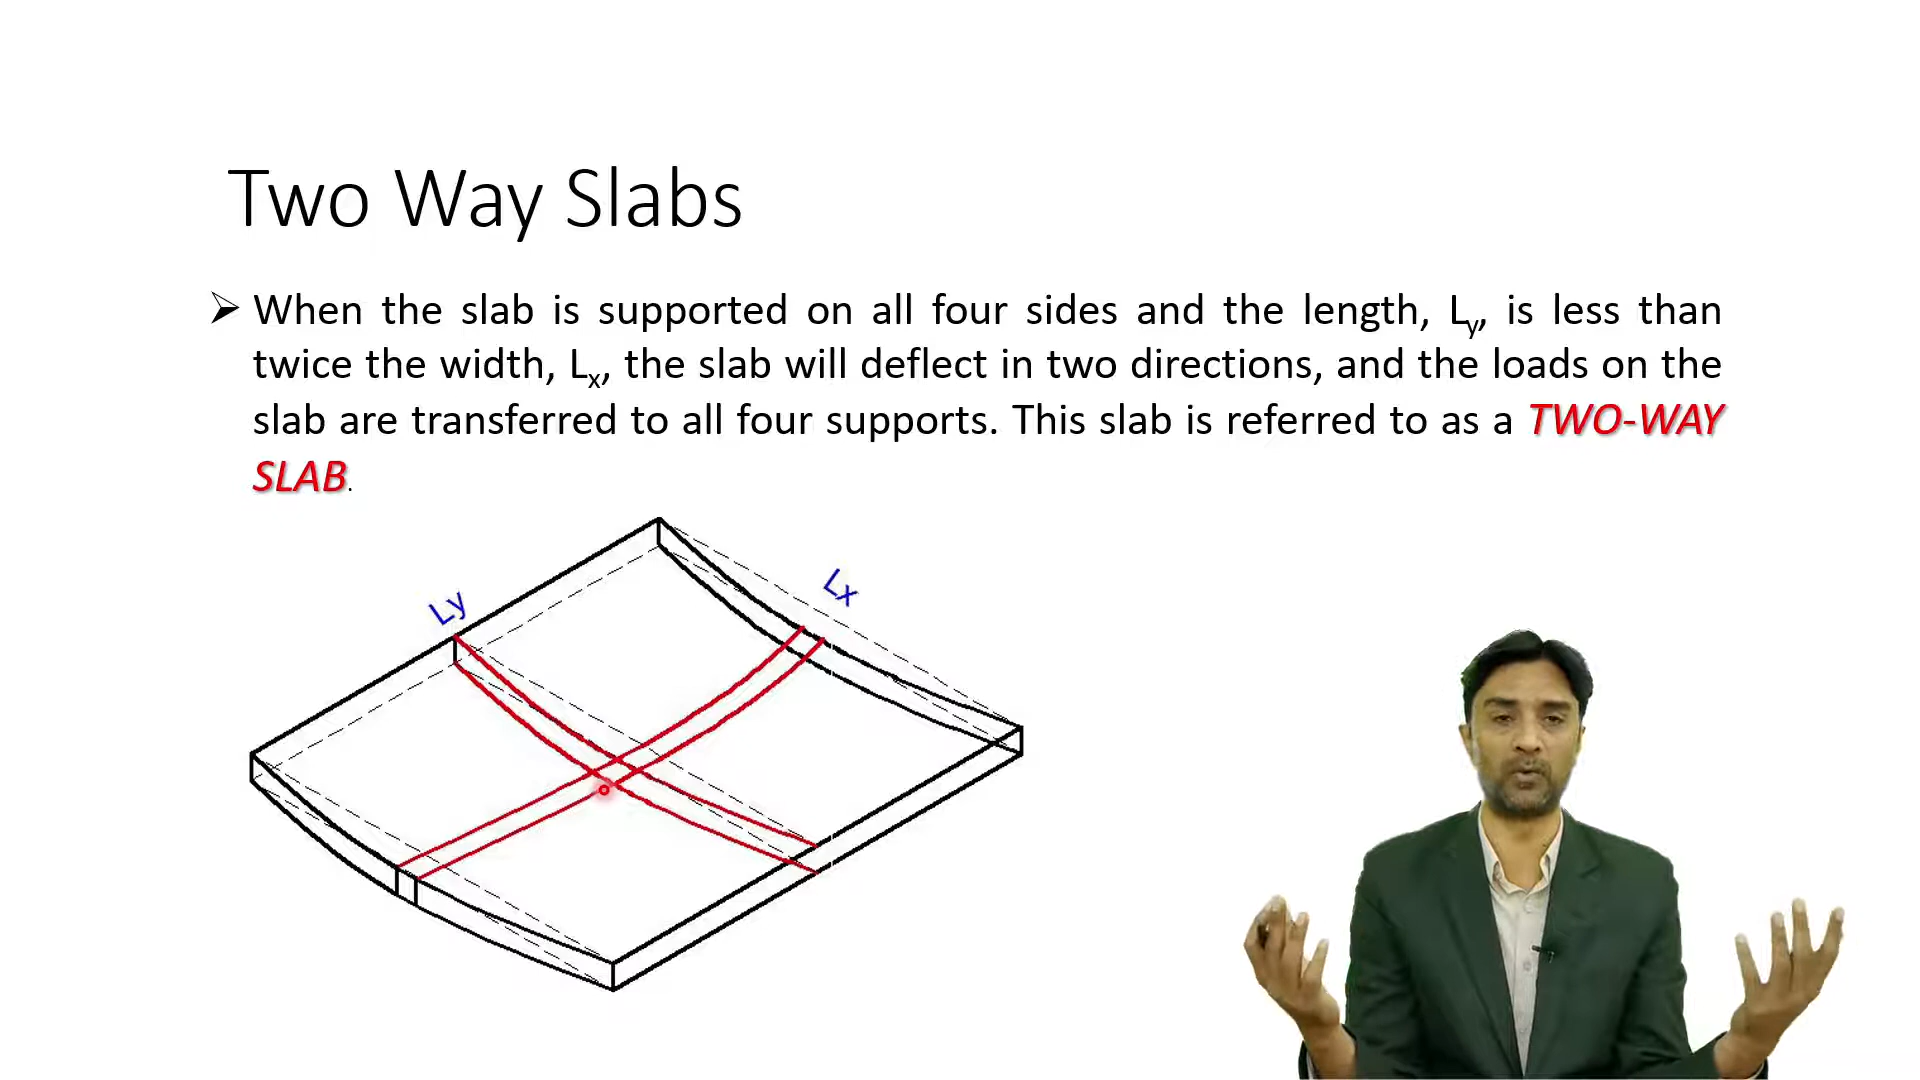 Two Way Slabs
➢ When the slab is supported on all four sides and the length, Ly, is less than
twice the width, Lx, the slab will deflect in two directions, and the loads on the
slab are transferred to all four supports. This slab is referred to as a TWO-WAY
SLAB.
Ly
Lx